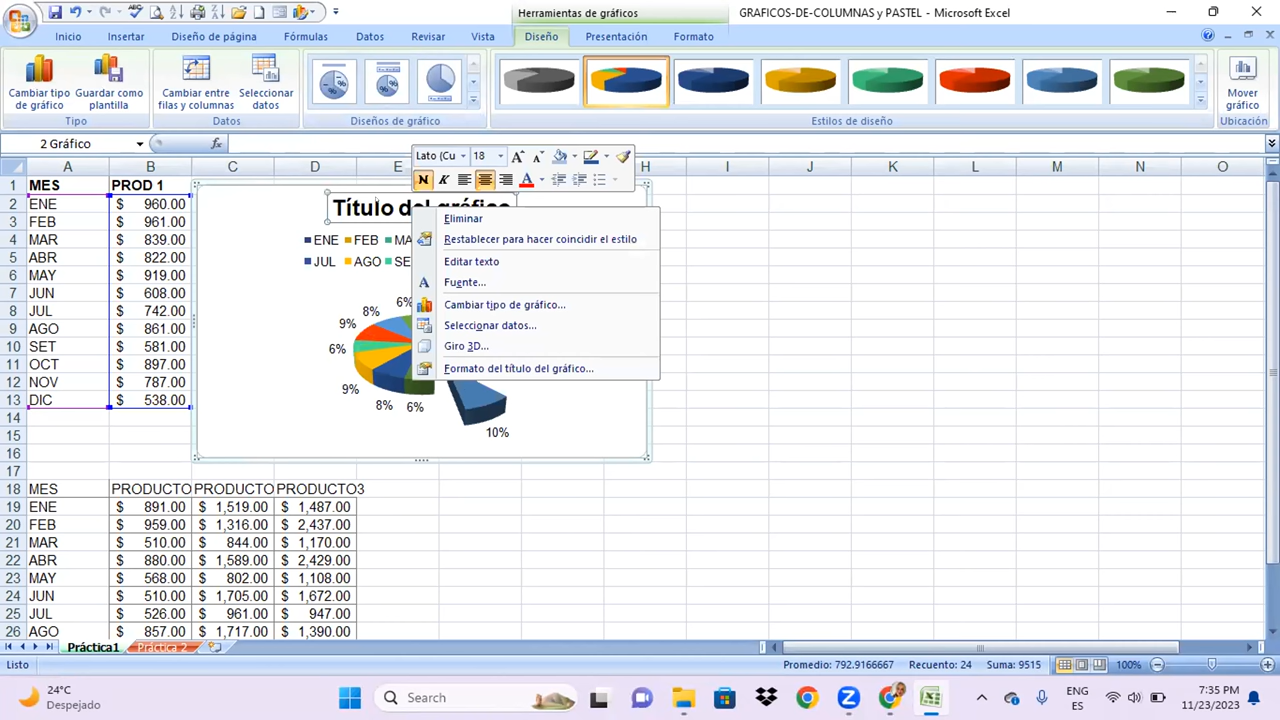 Herramientas de gráficos
GRAFICOS-DE-COLUMNAS y PASTEL - Microsoft Excel
Inicio Insertar Diseño de página Fórmulas Datos Revisar Vista Diseño Presentación Formato
Cambiar tipo de gráfico
Guardar como plantilla
Cambiar entre filas y columnas
Seleccionar datos
Mover gráfico
Tipo Datos Diseños de gráfico Estilos de diseño Ubicación
2 Gráfico fx
Lato (Cu 18
N K A
A B C D E H I J K L M N O
1 MES PROD 1
2 ENE $ 960.00
3 FEB $ 961.00
4 MAR $ 839.00
5 ABR $ 822.00
6 MAY $ 919.00
7 JUN $ 608.00
8 JUL $ 742.00
9 AGO $ 861.00
10 SET $ 581.00
11 OCT $ 897.00
12 NOV $ 787.00
13 DIC $ 538.00
14
15
16
17
Título del gráfico
ENE FEB MA
JUL AGO SE
6%
8%
9%
6%
9%
8%
6%
10%
Eliminar
Restablecer para hacer coincidir el estilo
Editar texto
Fuente...
Cambiar tipo de gráfico...
Seleccionar datos...
Giro 3D...
Formato del título del gráfico...
18 MES PRODUCTO PRODUCTO PRODUCTO3
19 ENE $ 891.00 $ 1,519.00 $ 1,487.00
20 FEB $ 959.00 $ 1,316.00 $ 2,437.00
21 MAR $ 510.00 $ 844.00 $ 1,170.00
22 ABR $ 880.00 $ 1,589.00 $ 2,429.00
23 MAY $ 568.00 $ 802.00 $ 1,108.00
24 JUN $ 510.00 $ 1,705.00 $ 1,672.00
25 JUL $ 526.00 $ 961.00 $ 947.00
26 AGO $ 857.00 $ 1,717.00 $ 1,390.00
Práctica1 Práctica 2
Listo Promedio: 792.9166667 Recuento: 24 Suma: 9515 100%
24°C
Despejado
Search
ENG
ES
7:35 PM
11/23/2023